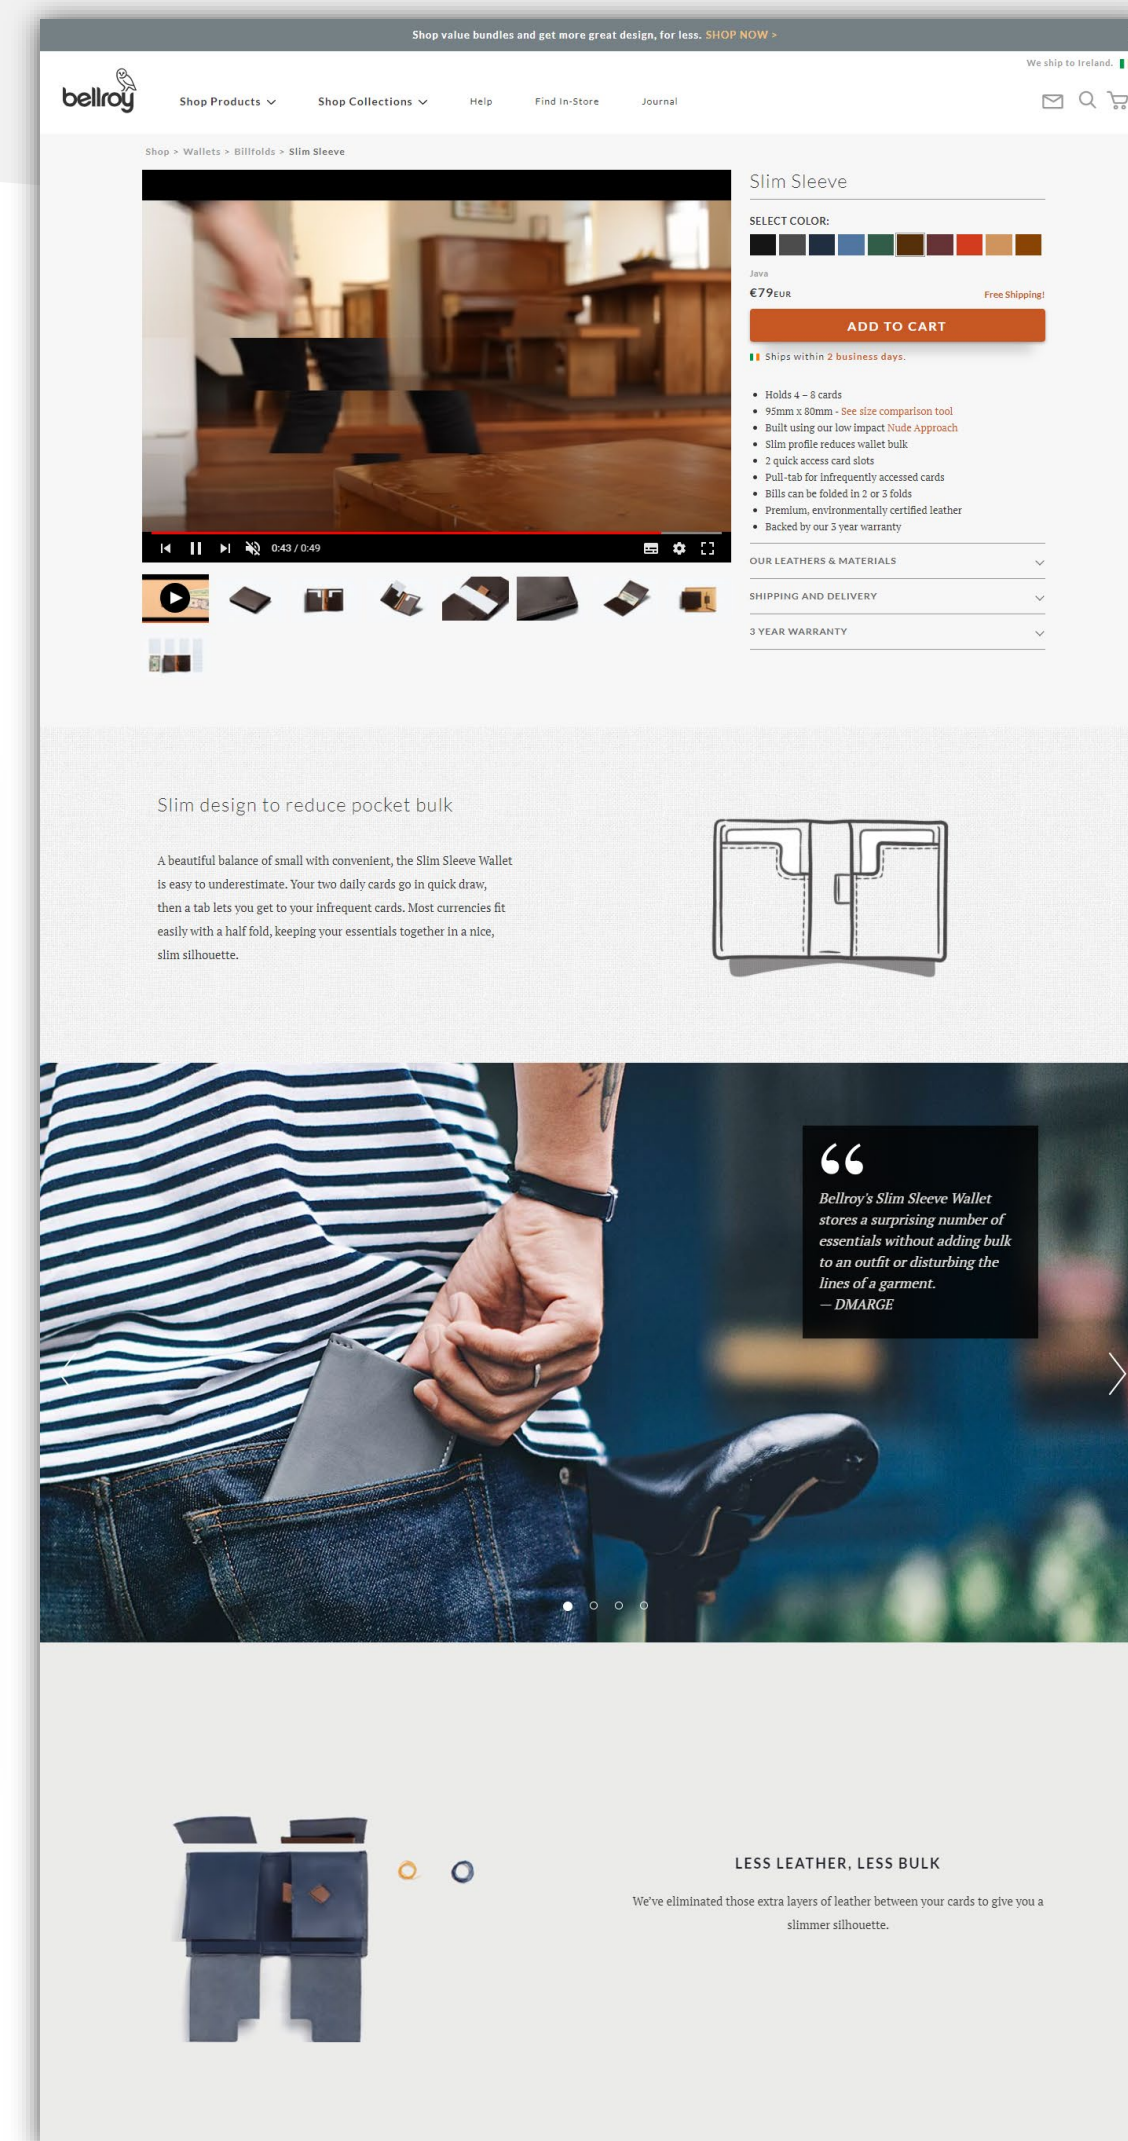 Shop value bundles and get more great design, for less. SHOP NOW >
We ship to Ireland.
bellroy
Shop Products
Shop Collections
Help
Find In-Store
Journal
Shop > Wallets > Billfolds > Slim Sleeve
Slim Sleeve
SELECT COLOR:
Java
€79EUR
Free Shipping!
ADD TO CART
Ships within 2 business days.
Holds 4 – 8 cards
95mm x 80mm - See size comparison tool
Built using our low impact Nude Approach
Slim profile reduces wallet bulk
2 quick access card slots
Pull-tab for infrequently accessed cards
Bills can be folded in 2 or 3 folds
Premium, environmentally certified leather
Backed by our 3 year warranty
0:43 / 0:49
OUR LEATHERS & MATERIALS
SHIPPING AND DELIVERY
3 YEAR WARRANTY
Slim design to reduce pocket bulk
A beautiful balance of small with convenient, the Slim Sleeve Wallet
is easy to underestimate. Your two daily cards go in quick draw,
then a tab lets you get to your infrequent cards. Most currencies fit
easily with a half fold, keeping your essentials together in a nice,
slim silhouette.
“
Bellroy's Slim Sleeve Wallet
stores a surprising number of
essentials without adding bulk
to an outfit or disturbing the
lines of a garment.
— DMARGE
LESS LEATHER, LESS BULK
We've eliminated those extra layers of leather between your cards to give you a
slimmer silhouette.